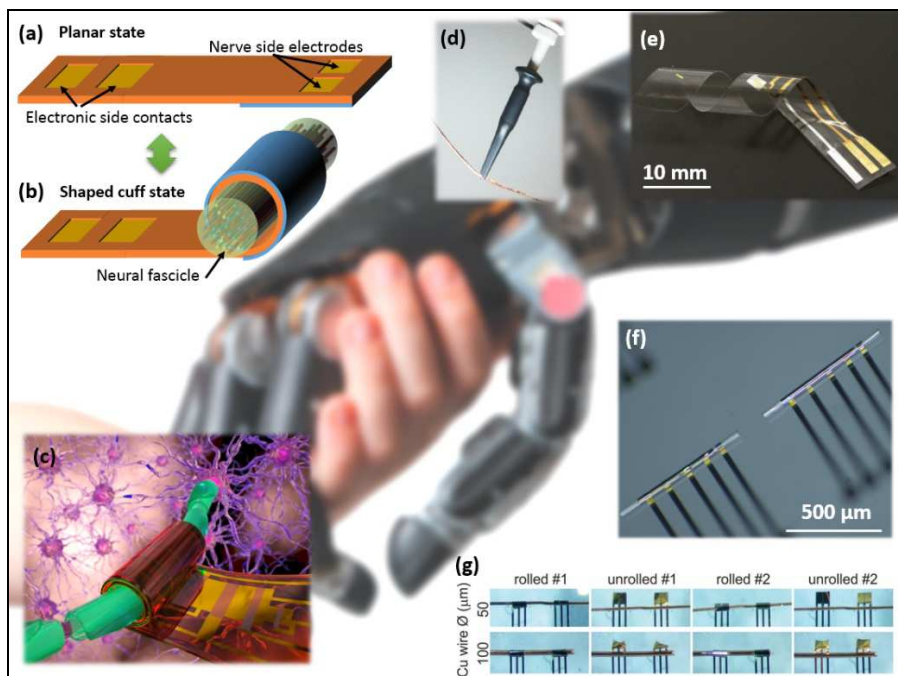 (a)
Planar state
Nerve side electrodes
Electronic side contacts
(b)
Shaped cuff state
Neural fascicle
(c)
(d)
(e)
10 mm
(f)
500 µm
(g)
rolled #1 unrolled #1 rolled #2 unrolled #2
Cu wire Ø (µm)
50
100